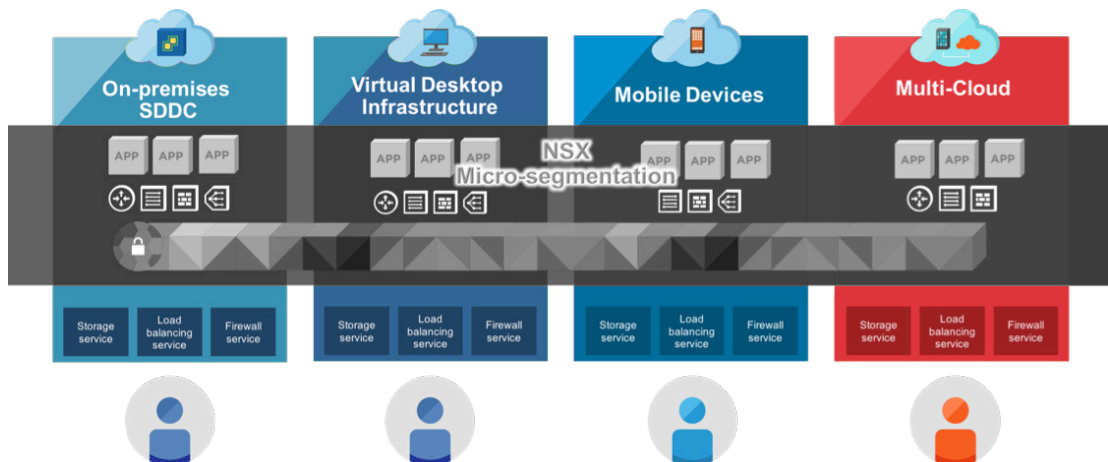 On-premises
SDDC
Virtual Desktop
Infrastructure
Mobile Devices
Multi-Cloud
APP APP APP
APP APP APP
APP APP APP
APP APP APP
NSX
Micro-segmentation
Storage
service
Load
balancing
service
Firewall
service
Storage
service
Load
balancing
service
Firewall
service
Storage
service
Load
balancing
service
Firewall
service
Storage
service
Load
balancing
service
Firewall
service